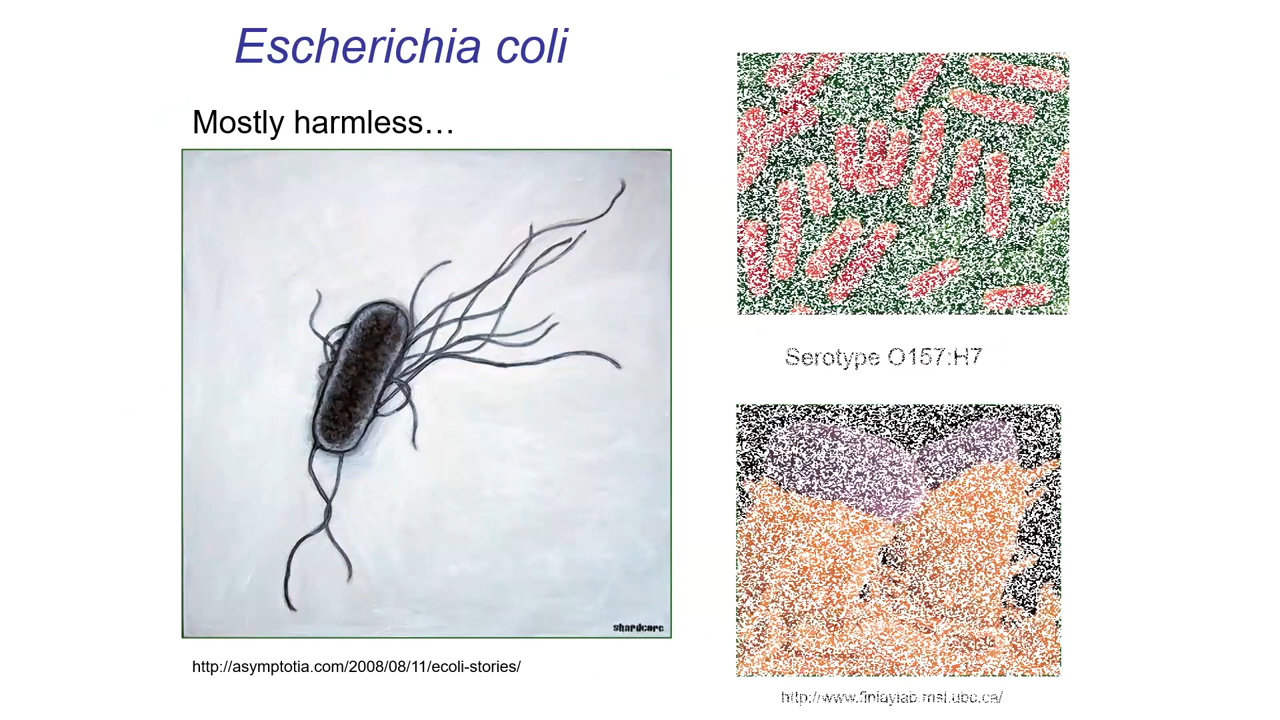 Escherichia coli
Mostly harmless…
shardcore
http://asymptotia.com/2008/08/11/ecoli-stories/
Serotype O157:H7
http://www.finlaylab.msl.ubc.ca/